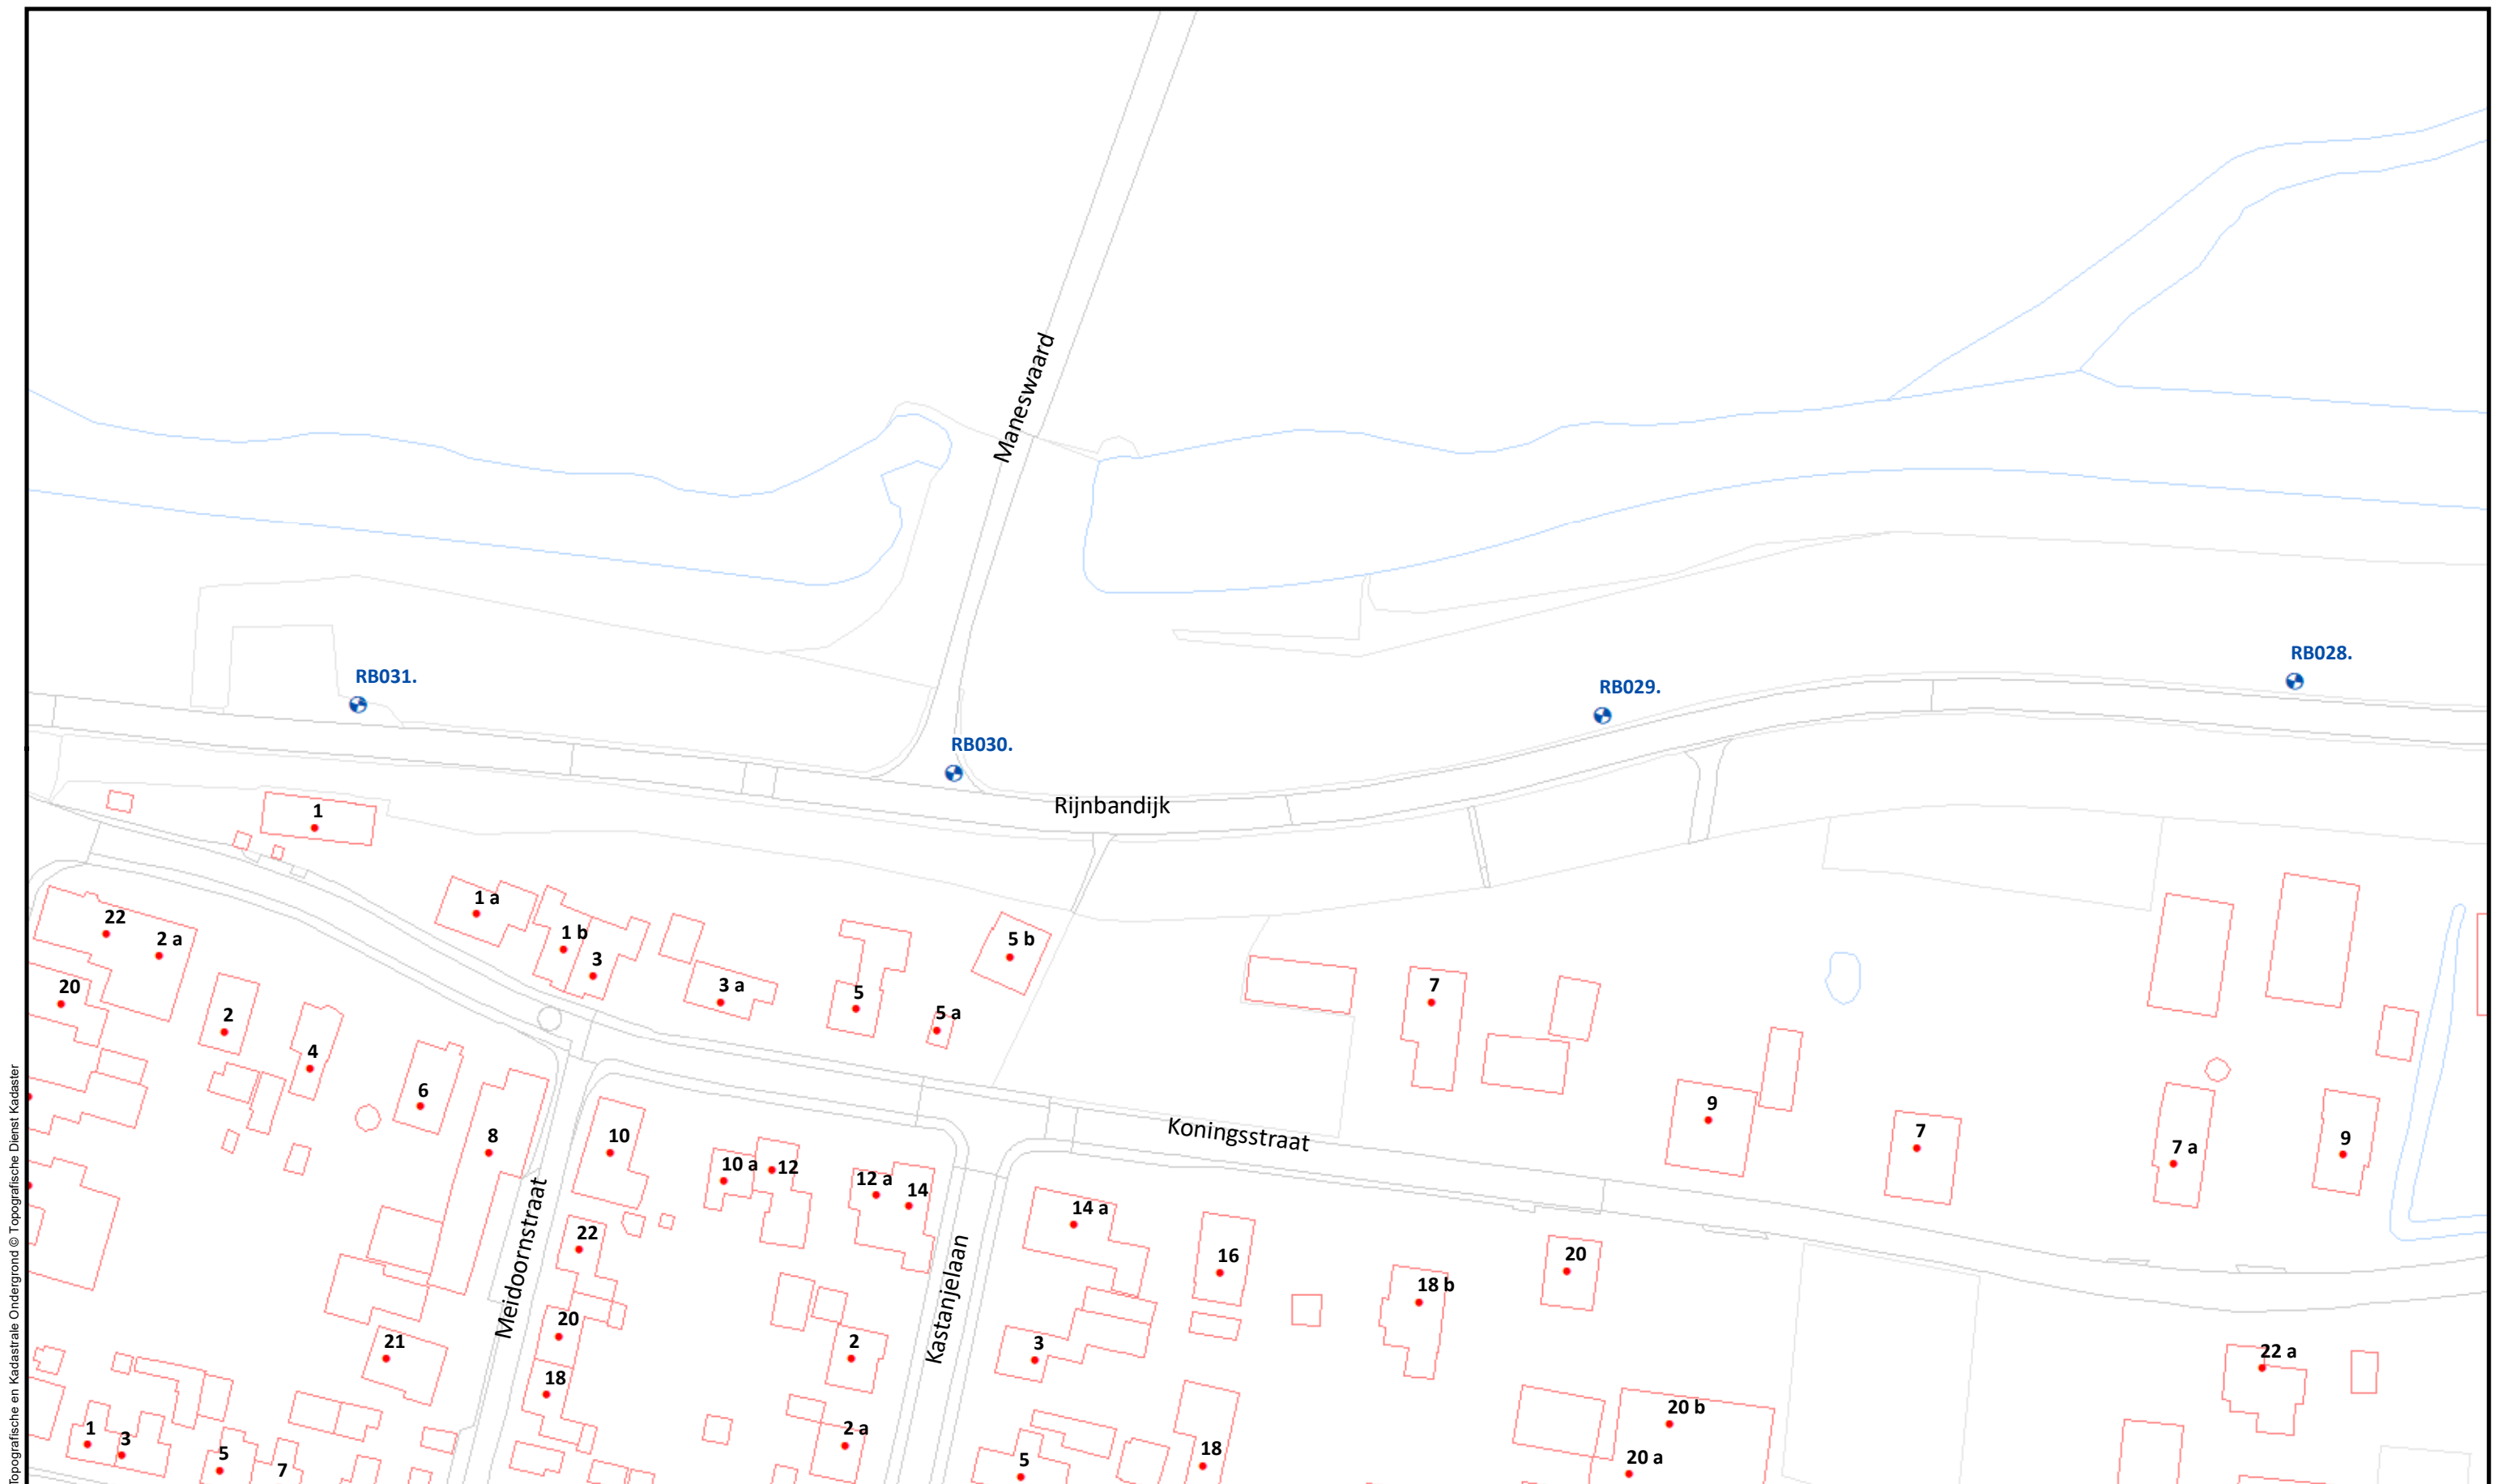 Maneswaard
RB028.
RB031.
RB029.
RB030.
Rijnbandijk
1
1 a
22
2 a
1 b
5 b
3
3 a
20
7
5
5 a
2
4
6
9
8
10
Koningsstraat
7
7 a
9
10 a
12
12 a
14
14 a
Meidoornstraat
22
16
20
Kastanjelaan
18 b
20
3
2
21
22 a
18
20 b
1
3
2 a
5
7
5
18
20 a
Topografische en Kadastrale Ondergrond © Topografische Dienst Kadaster